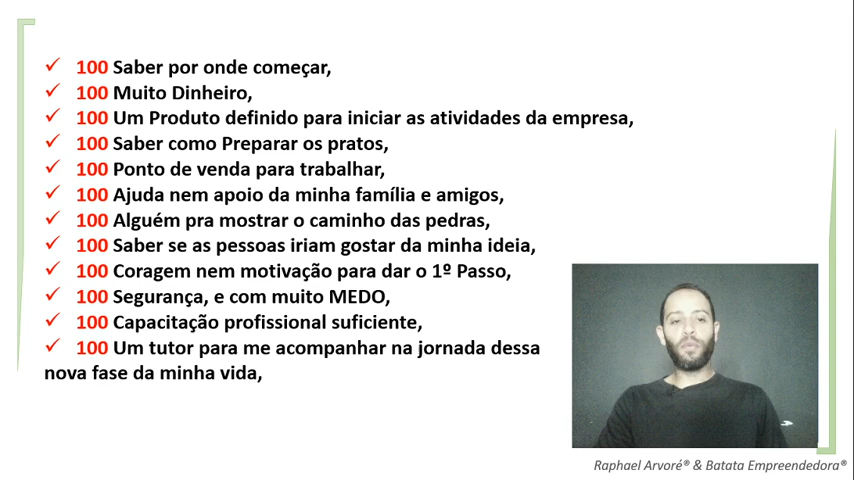 ✓ 100 Saber por onde começar,
✓ 100 Muito Dinheiro,
✓ 100 Um Produto definido para iniciar as atividades da empresa,
✓ 100 Saber como Preparar os pratos,
✓ 100 Ponto de venda para trabalhar,
✓ 100 Ajuda nem apoio da minha família e amigos,
✓ 100 Alguém pra mostrar o caminho das pedras,
✓ 100 Saber se as pessoas iriam gostar da minha ideia,
✓ 100 Coragem nem motivação para dar o 1º Passo,
✓ 100 Segurança, e com muito MEDO,
✓ 100 Capacitação profissional suficiente,
✓ 100 Um tutor para me acompanhar na jornada dessa
nova fase da minha vida,
Raphael Arvoré® & Batata Empreendedora®